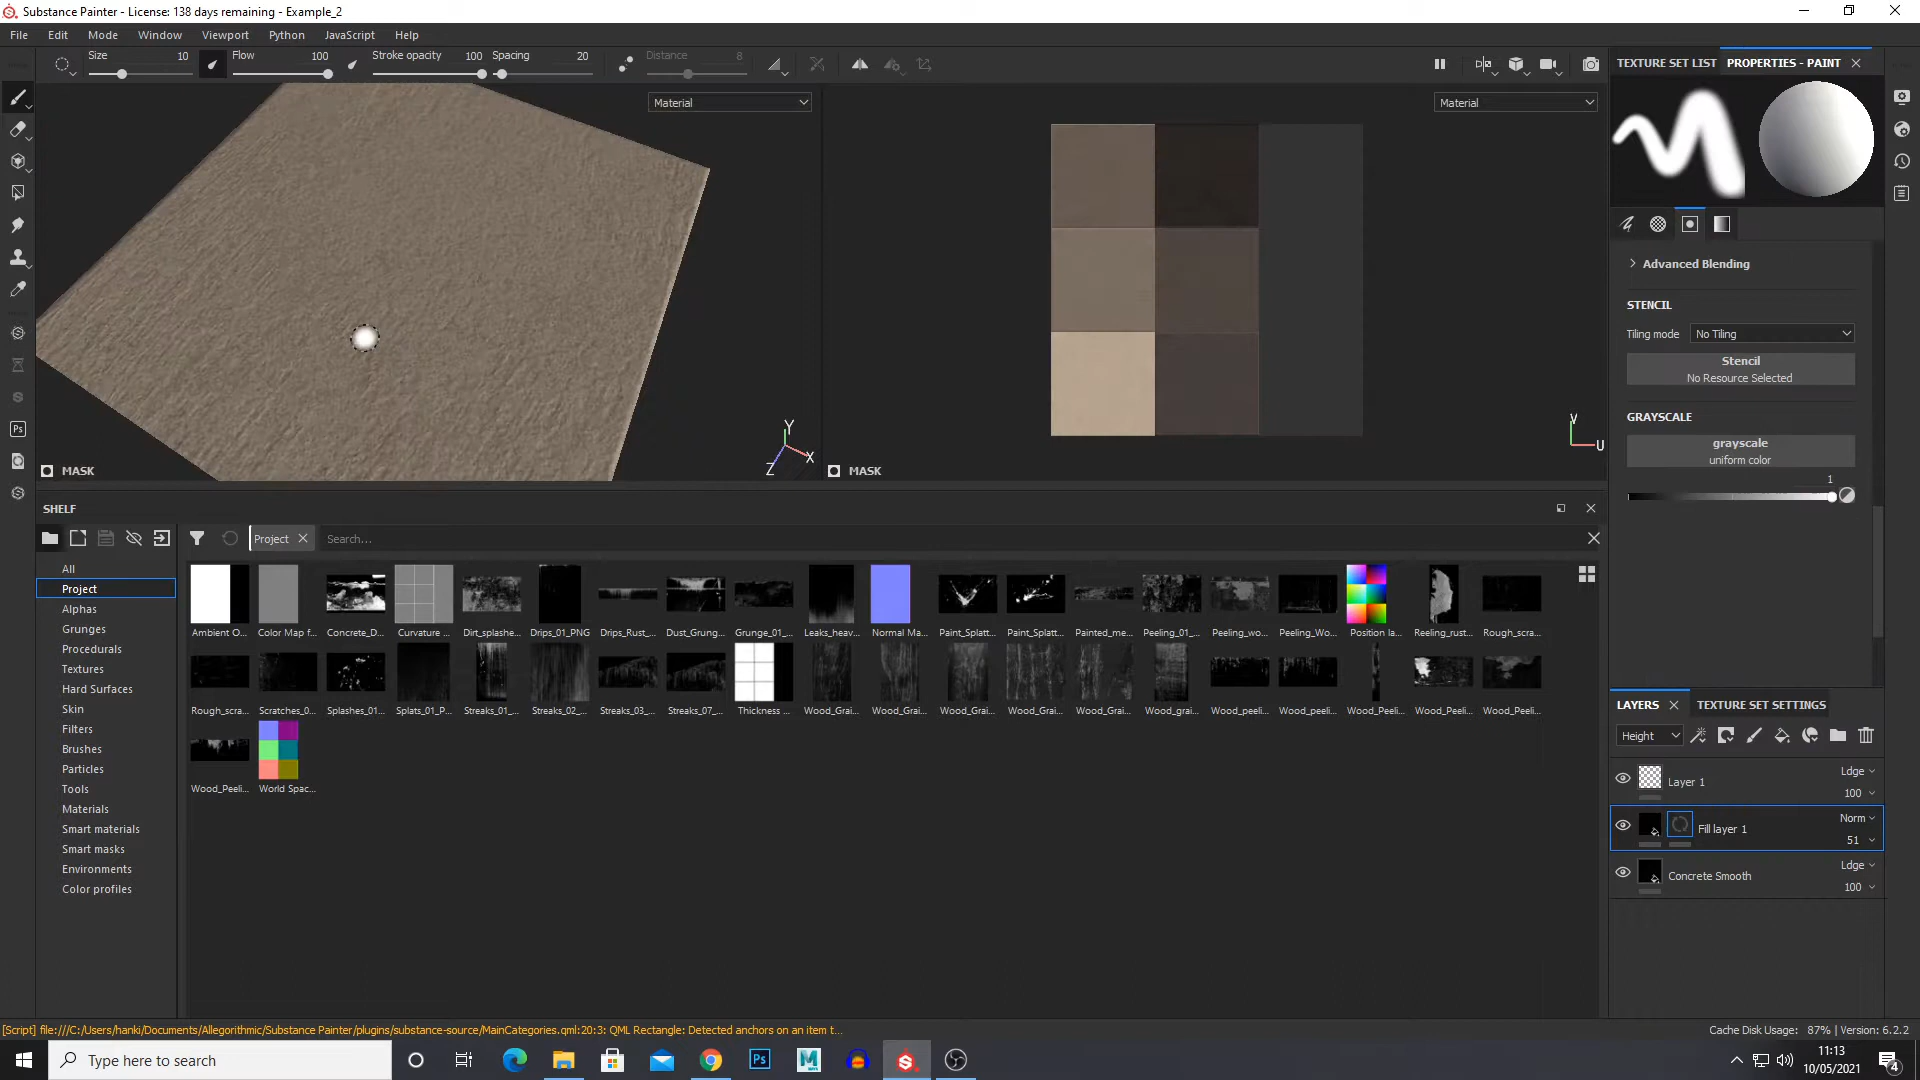 Substance Painter - License: 138 days remaining - Example_2
File Edit Mode Window Viewport Python JavaScript Help
Size 10 Flow 100 Stroke opacity 100 Spacing 20 Distance 8
TEXTURE SET LIST PROPERTIES - PAINT
Material
Material
Advanced Blending
STENCIL
Tiling mode No Tiling
Stencil
No Resource Selected
GRAYSCALE
grayscale
uniform color
1
Y
X
Z
V
U
MASK
MASK
SHELF
Project
Search...
All
Project
Alphas
Grunges
Procedurals
Textures
Hard Surfaces
Skin
Filters
Brushes
Particles
Tools
Materials
Smart materials
Smart masks
Environments
Color profiles
Ambient O... Color Map f... Concrete_D... Curvature ... Dirt_splashe... Drips_01_PNG Drips_Rust_... Dust_Grung... Grunge_01_... Leaks_heav... Normal Ma... Paint_Splatt... Paint_Splatt... Painted_me... Peeling_01_... Peeling_wo... Peeling_Wo... Position la... Reeling_rust... Rough_scra...
Rough_scra... Scratches_0... Splashes_01... Splats_01_P... Streaks_01_... Streaks_02_... Streaks_03_... Streaks_07_... Thickness ... Wood_Grai... Wood_Grai... Wood_Grai... Wood_Grai... Wood_Grai... Wood_grai... Wood_peeli... Wood_peeli... Wood_Peeli... Wood_Peeli... Wood_Peeli...
Wood_Peeli... World Spac...
LAYERS TEXTURE SET SETTINGS
Height
Layer 1 Ldge 100
Fill layer 1 Norm 51
Concrete Smooth Ldge 100
[Script] file:///C:/Users/hanki/Documents/Allegorithmic/Substance Painter/plugins/substance-source/MainCategories.qml:20:3: QML Rectangle: Detected anchors on an item t...
Cache Disk Usage: 87% | Version: 6.2.2
Type here to search
Ps
Ps
M
11:13
10/05/2021
4